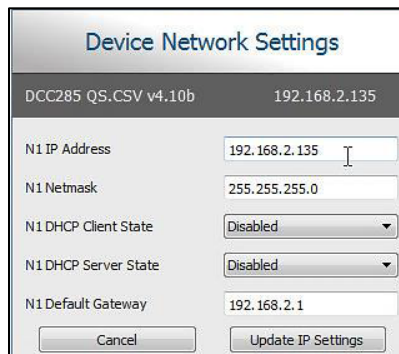 Device Network Settings
DCC285 QS.CSV v4.10b 192.168.2.135
N1 IP Address 192.168.2.135
N1 Netmask 255.255.255.0
N1 DHCP Client State Disabled
N1 DHCP Server State Disabled
N1 Default Gateway 192.168.2.1
Cancel Update IP Settings